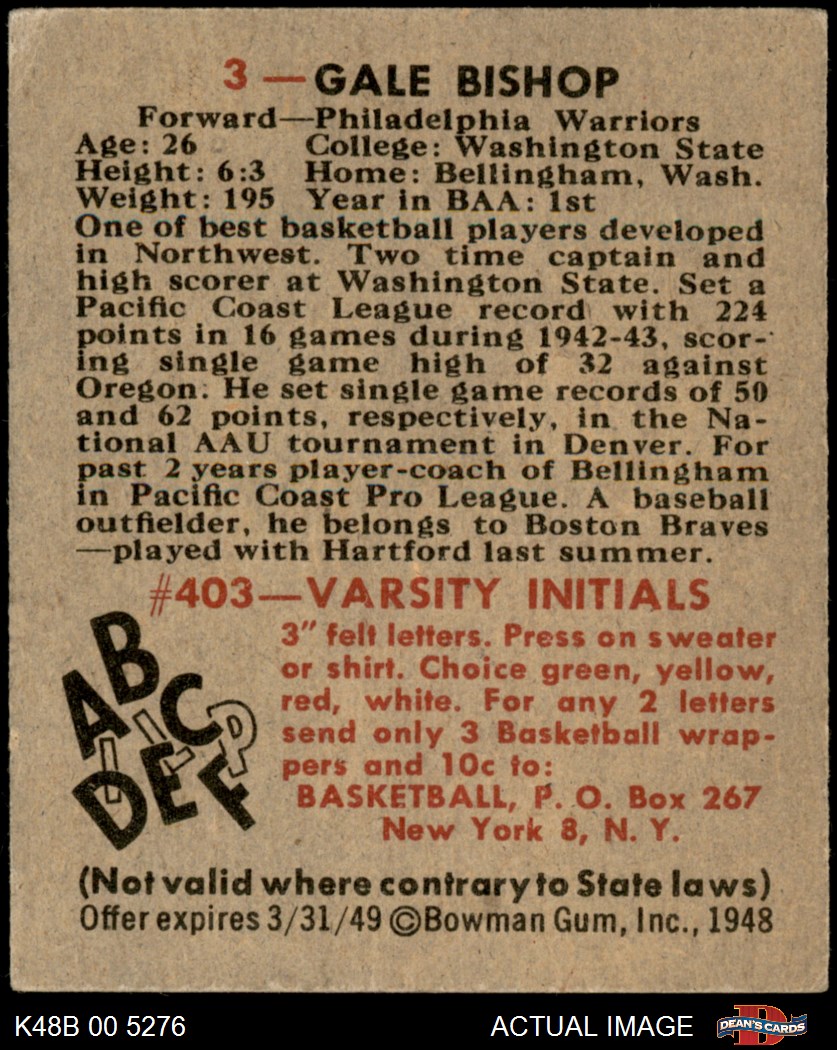 3—GALE BISHOP
Forward—Philadelphia Warriors
Age: 26 College: Washington State
Height: 6:3 Home: Bellingham, Wash.
Weight: 195 Year in BAA: 1st
One of best basketball players developed
in Northwest. Two time captain and
high scorer at Washington State. Set a
Pacific Coast League record with 224
points in 16 games during 1942-43, scor-
ing single game high of 32 against
Oregon. He set single game records of 50
and 62 points, respectively, in the Na-
tional AAU tournament in Denver. For
past 2 years player-coach of Bellingham
in Pacific Coast Pro League. A baseball
outfielder, he belongs to Boston Braves
—played with Hartford last summer.
#403—VARSITY INITIALS
3" felt letters. Press on sweater
or shirt. Choice green, yellow,
red, white. For any 2 letters
send only 3 Basketball wrap-
pers and 10c to:
BASKETBALL, P. O. Box 267
New York 8, N. Y.
ABC
DEF
P
(Not valid where contrary to State laws)
Offer expires 3/31/49 ©Bowman Gum, Inc., 1948
K48B 00 5276 ACTUAL IMAGE DEAN'S CARDS